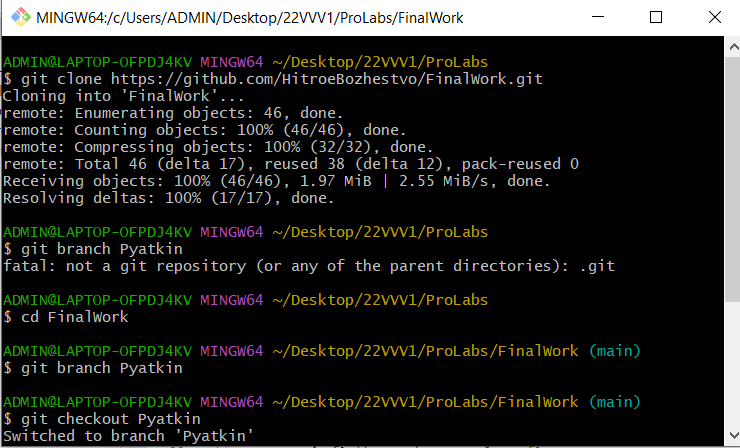 MINGW64:/c/Users/ADMIN/Desktop/22VVV1/ProLabs/FinalWork
ADMIN@LAPTOP-OFPDJ4KV MINGW64 ~/Desktop/22VVV1/ProLabs
$ git clone https://github.com/HitroeBozhestvo/FinalWork.git
Cloning into 'FinalWork'...
remote: Enumerating objects: 46, done.
remote: Counting objects: 100% (46/46), done.
remote: Compressing objects: 100% (32/32), done.
remote: Total 46 (delta 17), reused 38 (delta 12), pack-reused 0
Receiving objects: 100% (46/46), 1.97 MiB | 2.55 MiB/s, done.
Resolving deltas: 100% (17/17), done.
ADMIN@LAPTOP-OFPDJ4KV MINGW64 ~/Desktop/22VVV1/ProLabs
$ git branch Pyatkin
fatal: not a git repository (or any of the parent directories): .git
ADMIN@LAPTOP-OFPDJ4KV MINGW64 ~/Desktop/22VVV1/ProLabs
$ cd FinalWork
ADMIN@LAPTOP-OFPDJ4KV MINGW64 ~/Desktop/22VVV1/ProLabs/FinalWork (main)
$ git branch Pyatkin
ADMIN@LAPTOP-OFPDJ4KV MINGW64 ~/Desktop/22VVV1/ProLabs/FinalWork (main)
$ git checkout Pyatkin
Switched to branch 'Pyatkin'